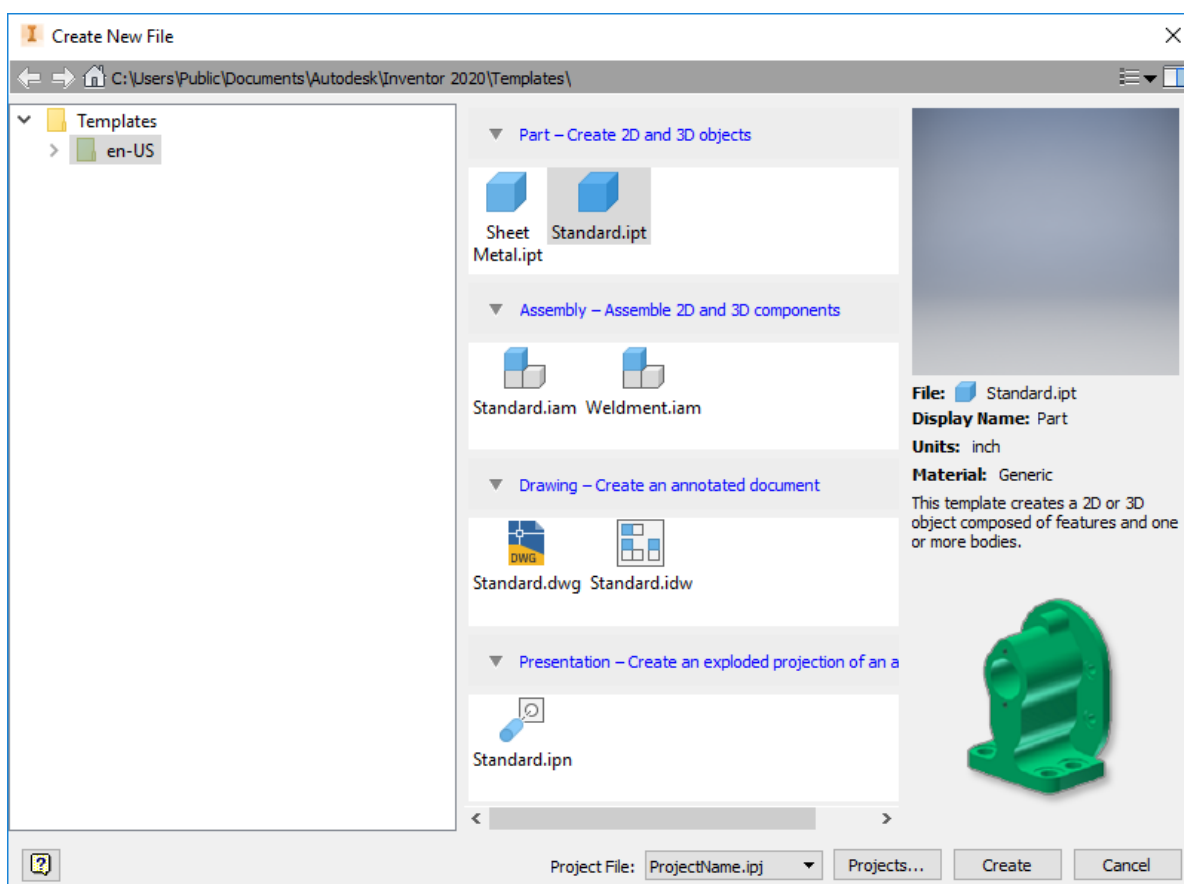 Create New File
C:\Users\Public\Documents\Autodesk\Inventor 2020\Templates\
Templates
en-US
Part – Create 2D and 3D objects
Sheet
Metal.ipt
Standard.ipt
Assembly – Assemble 2D and 3D components
Standard.iam Weldment.iam
Drawing – Create an annotated document
DWG
Standard.dwg Standard.idw
Presentation – Create an exploded projection of an a
Standard.ipn
File: Standard.ipt
Display Name: Part
Units: inch
Material: Generic
This template creates a 2D or 3D
object composed of features and one
or more bodies.
Project File: ProjectName.ipj Projects... Create Cancel